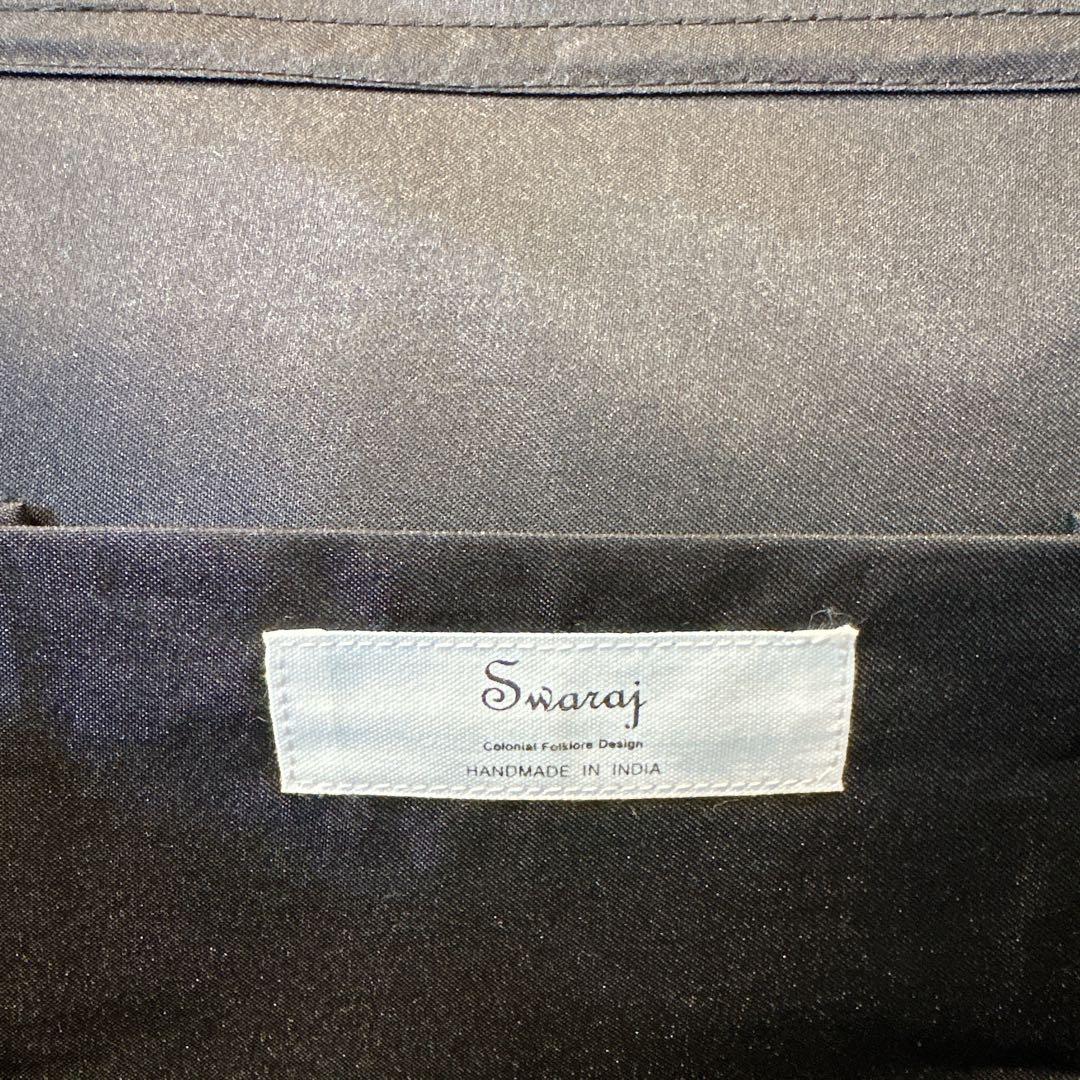 Swaraj
Colonial Folklore Design
HANDMADE IN INDIA